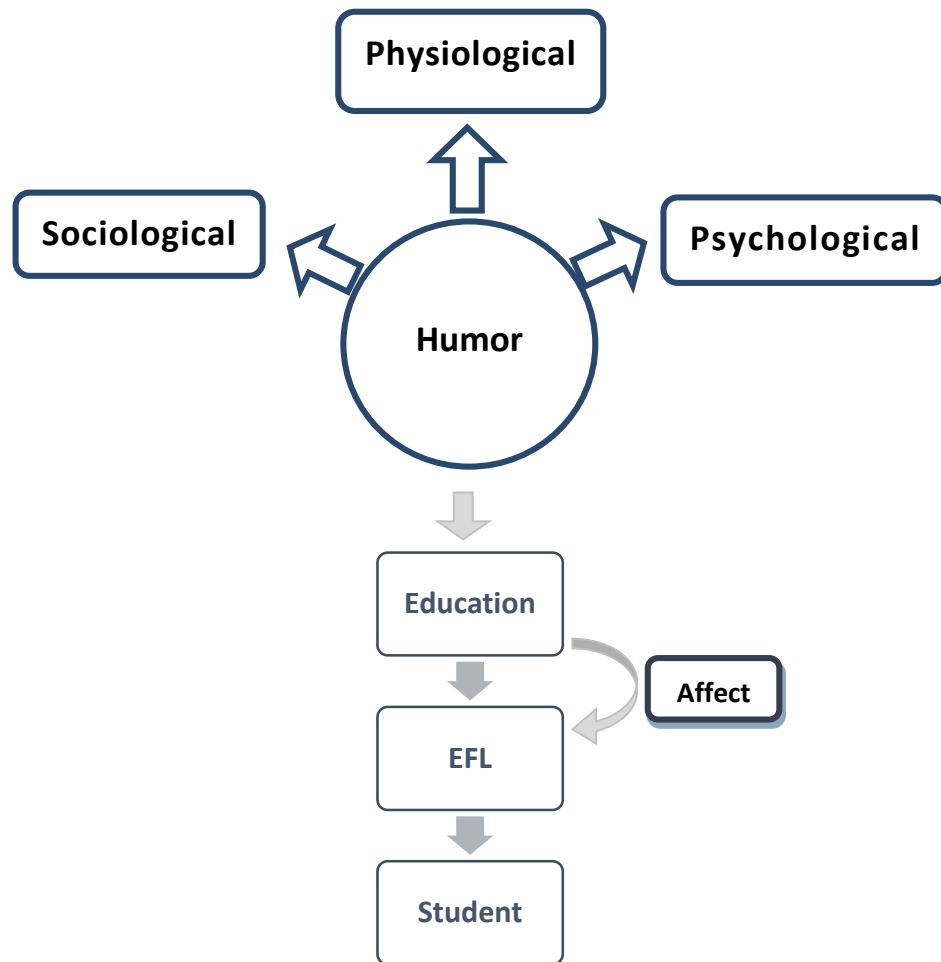 Physiological
Sociological
Psychological
Humor
Education
Affect
EFL
Student